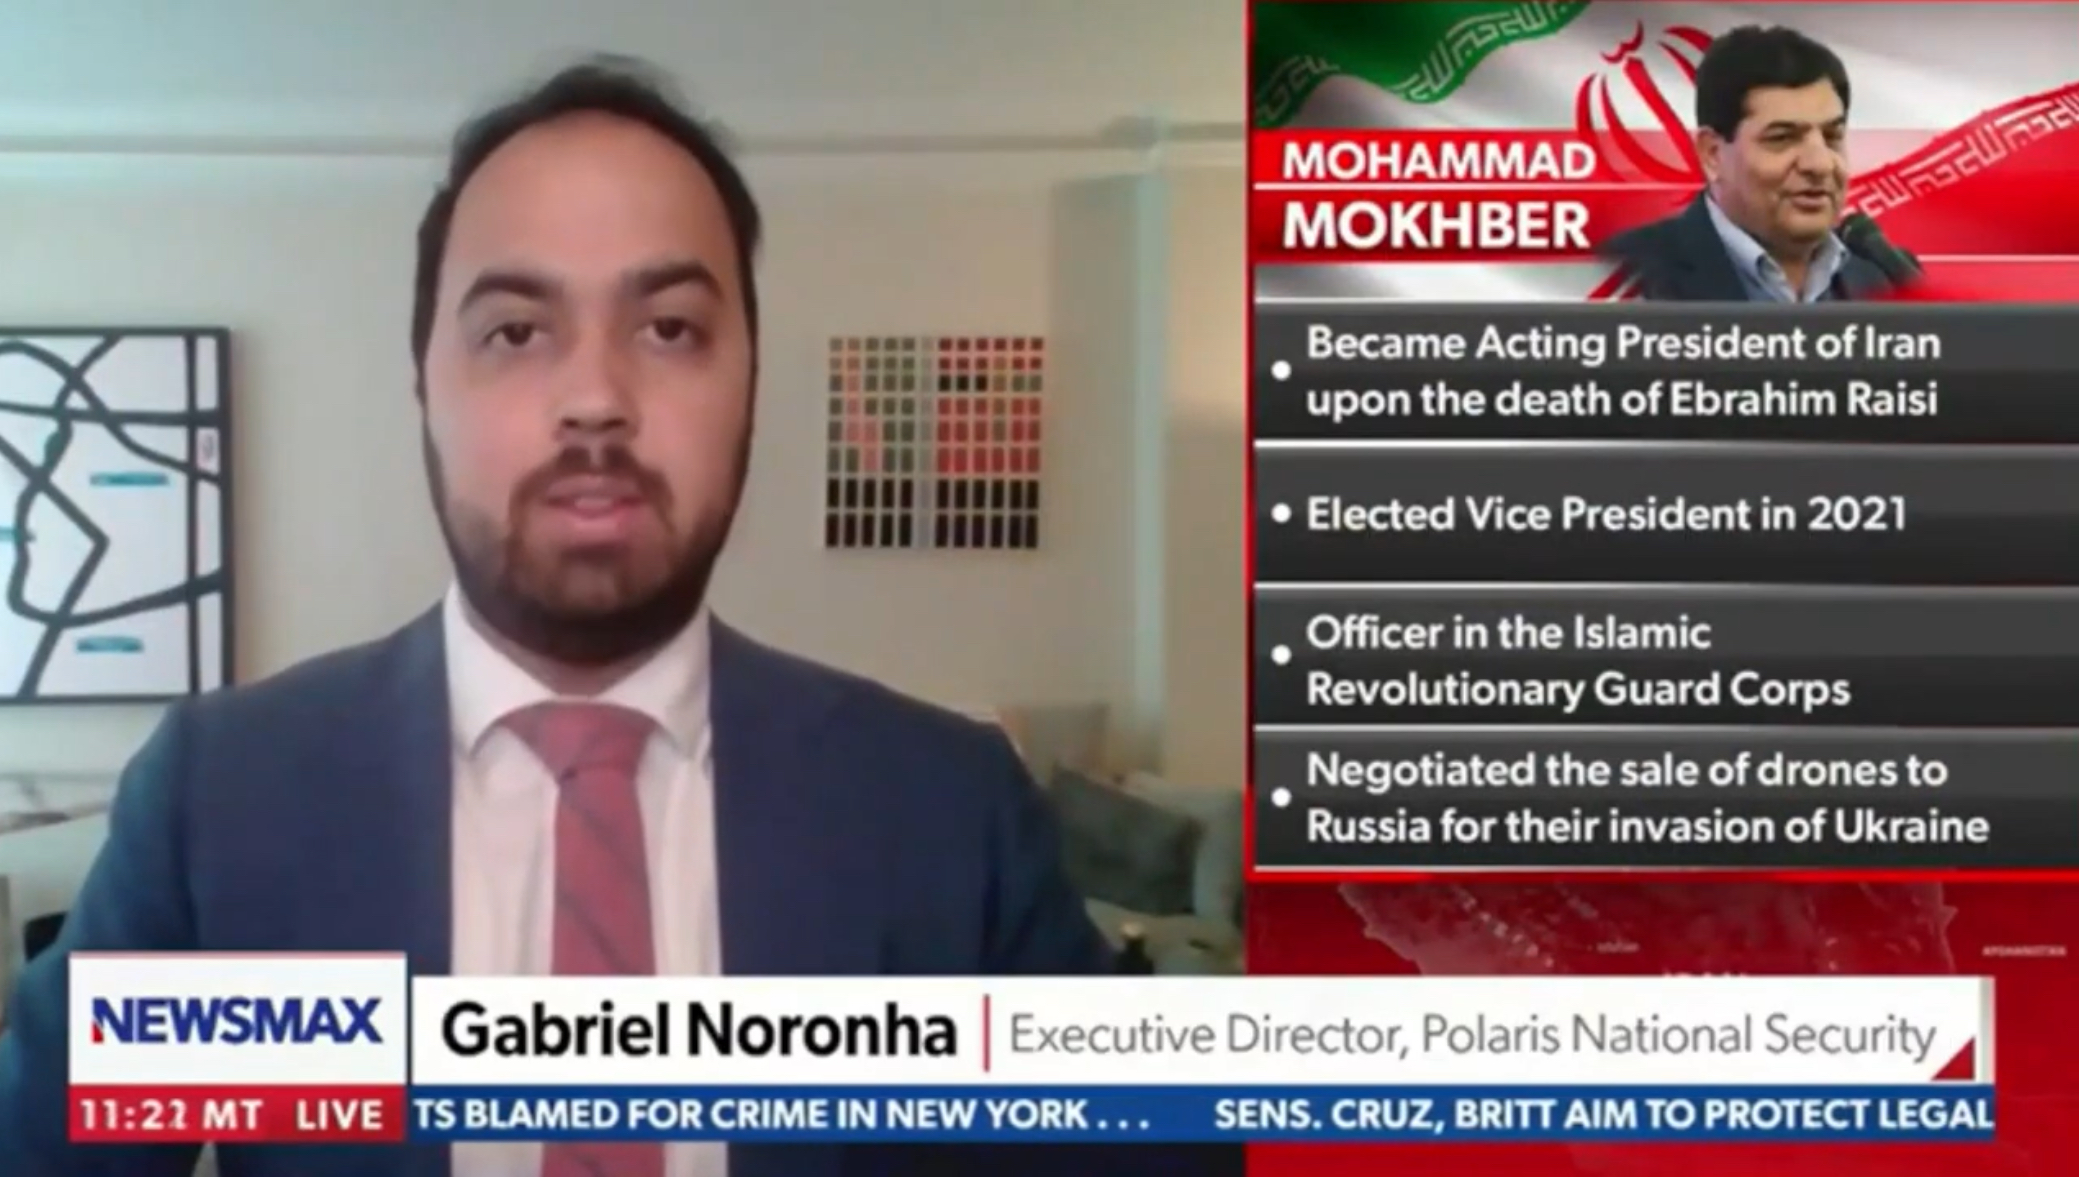 MOHAMMAD
MOKHBER
Became Acting President of Iran
upon the death of Ebrahim Raisi
Elected Vice President in 2021
Officer in the Islamic
Revolutionary Guard Corps
Negotiated the sale of drones to
Russia for their invasion of Ukraine
NEWSMAX
Gabriel Noronha
Executive Director, Polaris National Security
MT LIVE
TS BLAMED FOR CRIME IN NEW YORK...
SENS. CRUZ, BRITT AIM TO PROTECT LEGAL